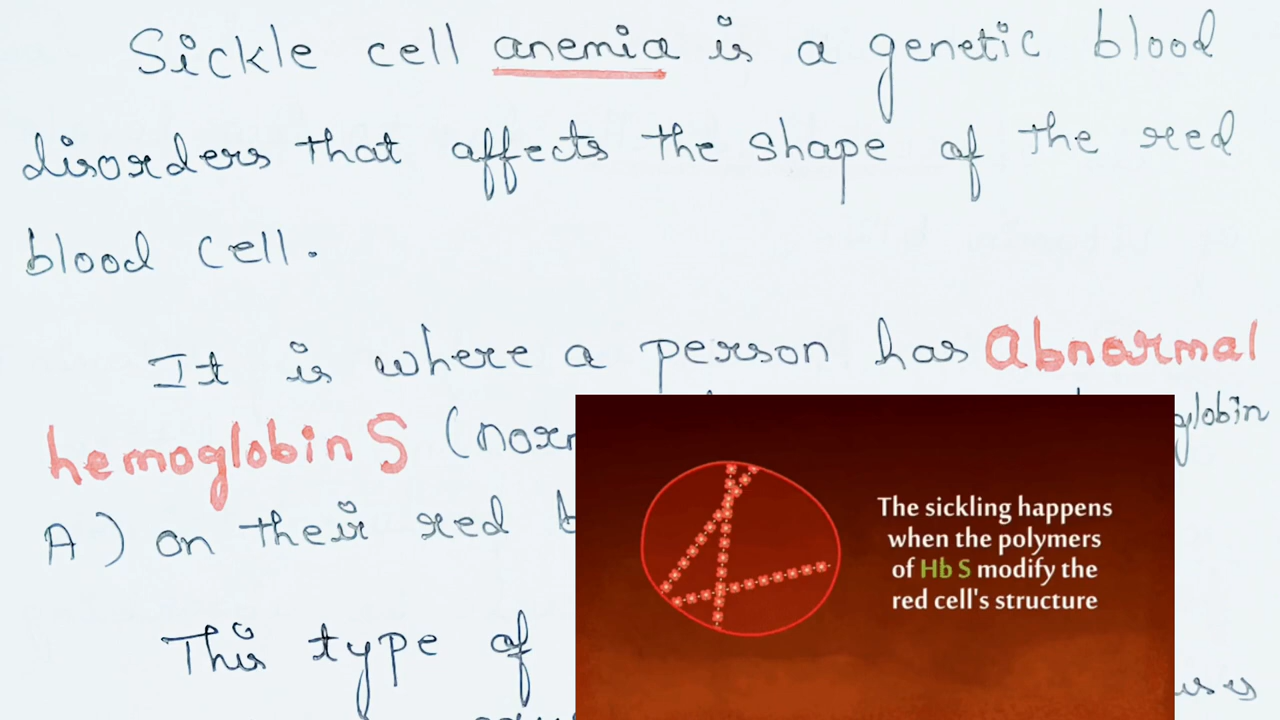 Sickle cell anemia is a genetic blood
disorders that affects the shape of the red
blood cell.
It is where a person has Abnormal
hemoglobin S
A) on their red
This type of
The sickling happens
when the polymers
of Hb S modify the
red cell's structure